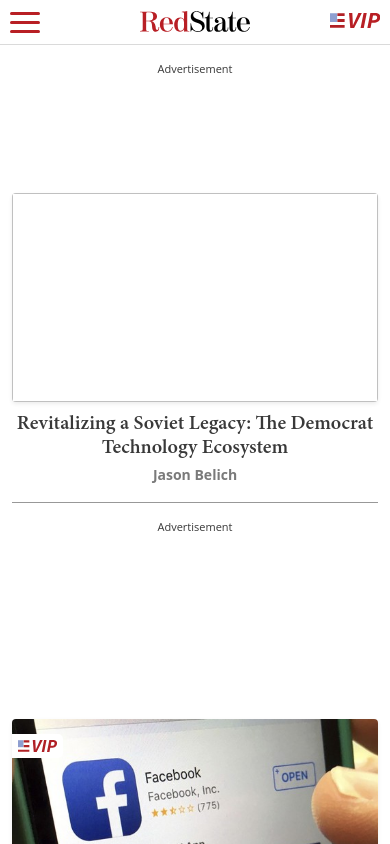 RedState
VIP
Advertisement
Revitalizing a Soviet Legacy: The Democrat
Technology Ecosystem
Jason Belich
Advertisement
VIP
Facebook
Facebook, Inc.
(775)
OPEN